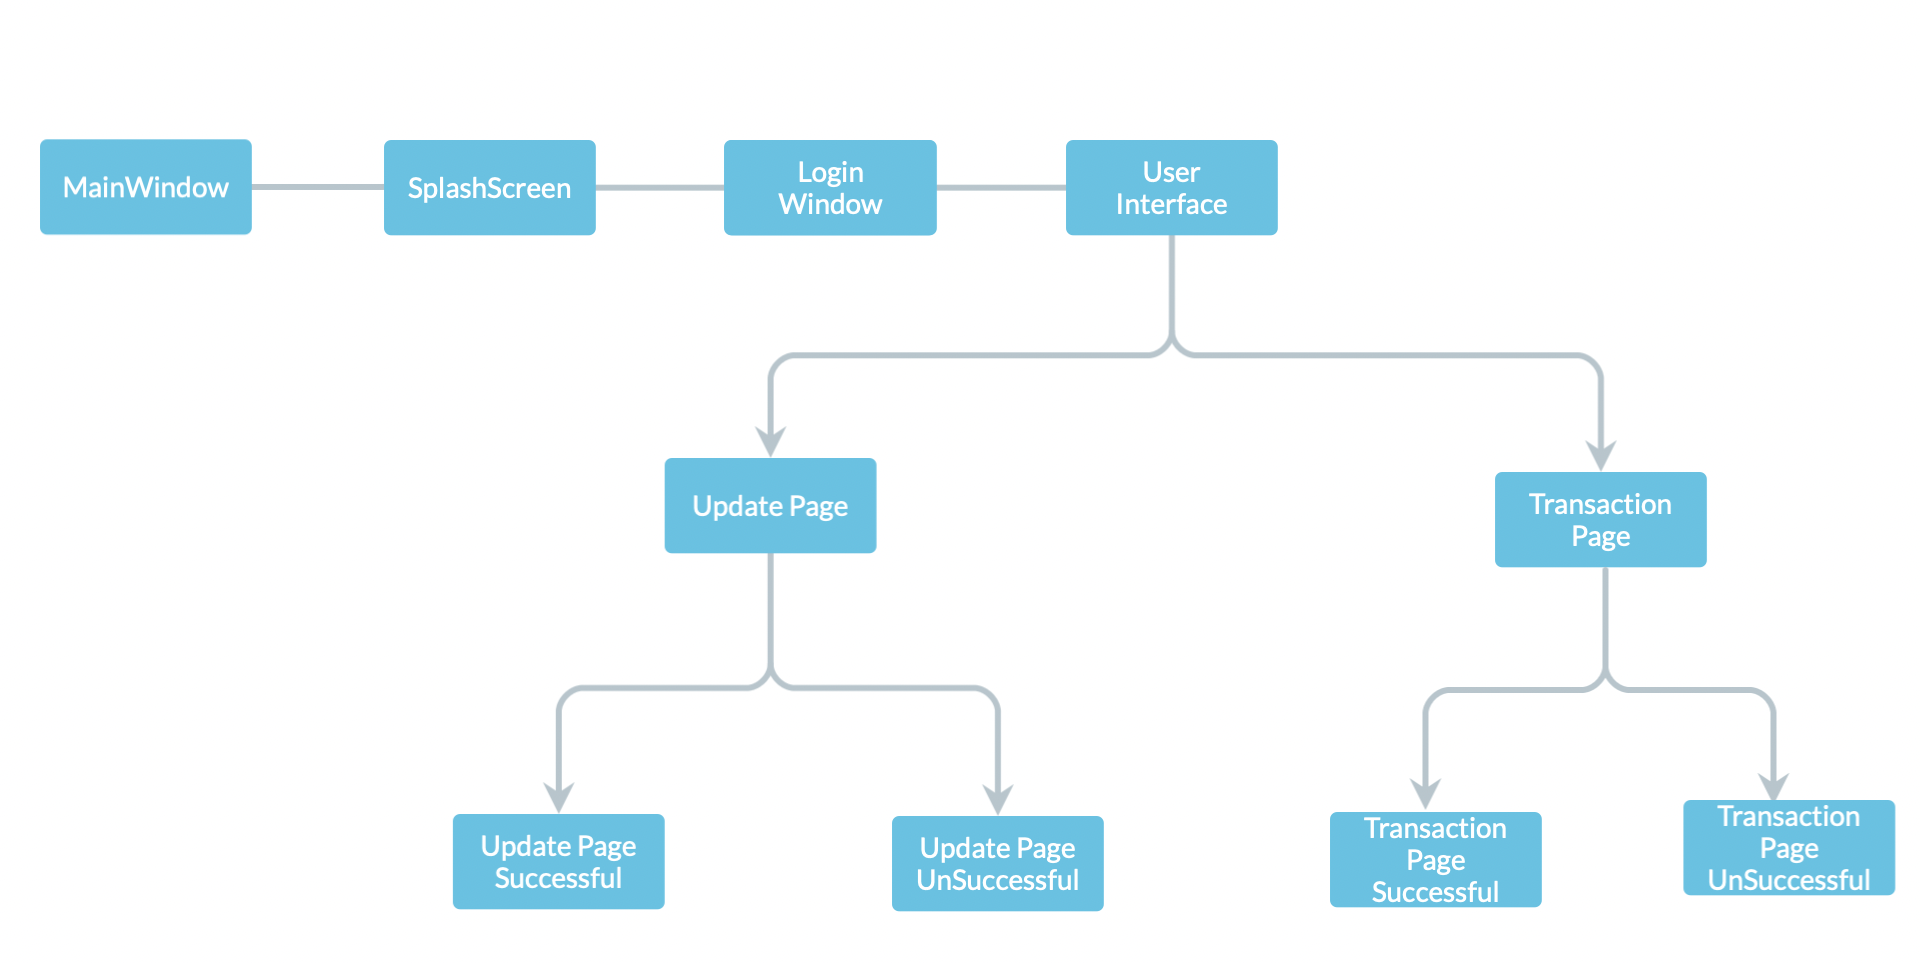 MainWindow
SplashScreen
Login
Window
User
Interface
Update Page
Transaction
Page
Update Page
Successful
Update Page
UnSuccessful
Transaction
Page
Successful
Transaction
Page
UnSuccessful